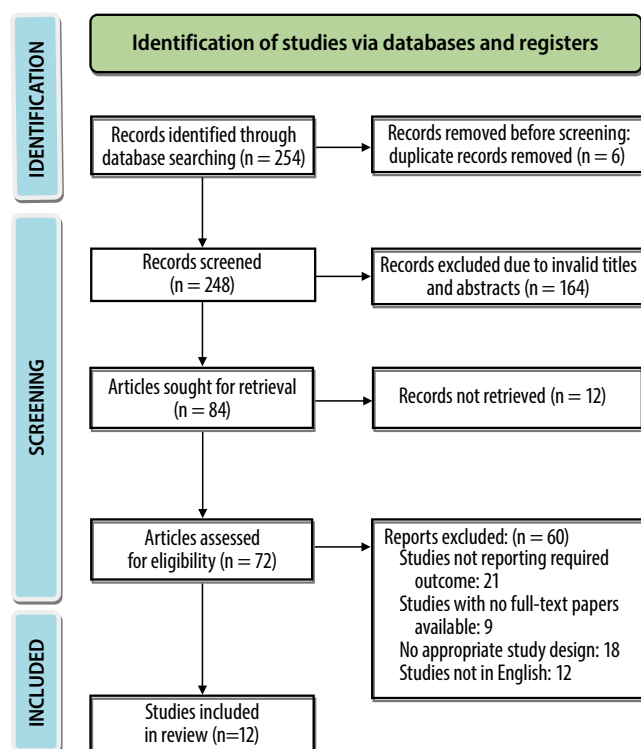 IDENTIFICATION
Identification of studies via databases and registers
Records identified through
database searching (n = 254)
Records removed before screening:
duplicate records removed (n = 6)
SCREENING
Records screened
(n = 248)
Records excluded due to invalid titles
and abstracts (n = 164)
Articles sought for retrieval
(n = 84)
Records not retrieved (n = 12)
Articles assessed
for eligibility (n = 72)
Reports excluded: (n = 60)
Studies not reporting required
outcome: 21
Studies with no full-text papers
available: 9
No appropriate study design: 18
Studies not in English: 12
INCLUDED
Studies included
in review (n=12)